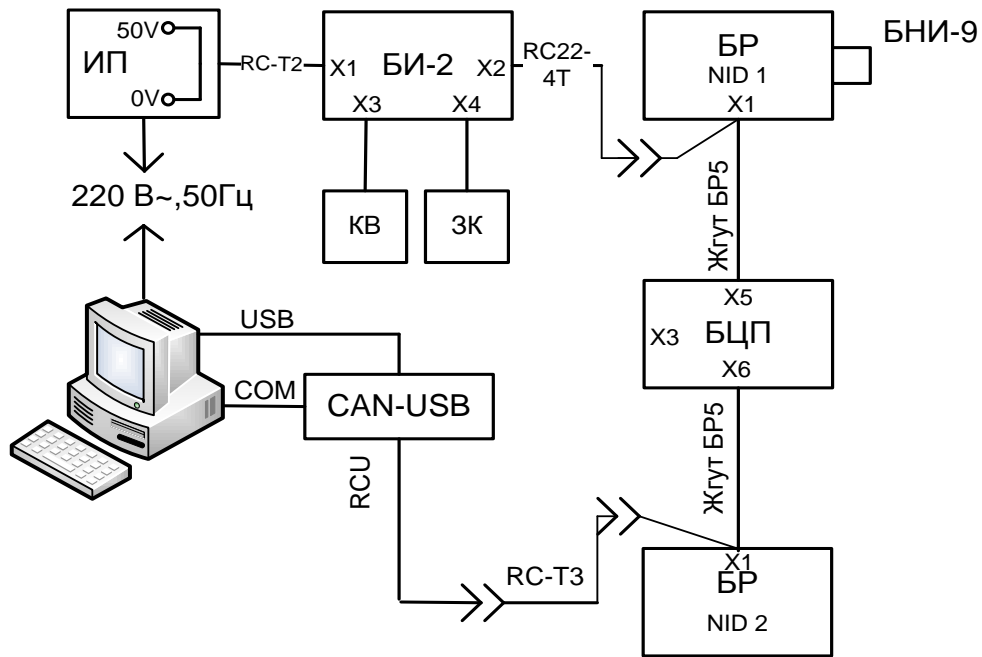 50V
ИП
0V
RC-T2
X1
БИ-2
X2
X3
X4
RC22-
4T
БР
NID 1
X1
БНИ-9
220 В~,50Гц
КВ
ЗК
Жгут БР5
X5
X3
БЦП
X6
USB
COM
CAN-USB
RCU
Жгут БР5
RC-T3
X1
БР
NID 2